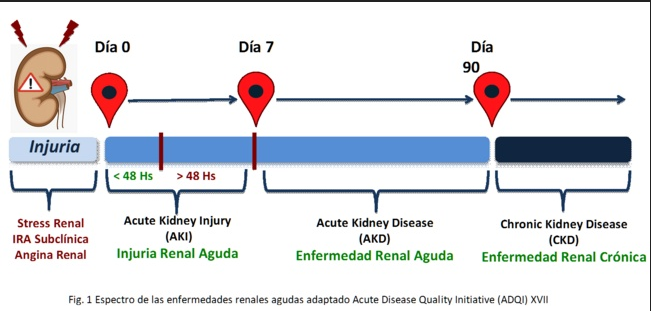 Día 0
Día 7
Día
90
Injuria
< 48 Hs
> 48 Hs
Stress Renal
IRA Subclínica
Angina Renal
Acute Kidney Injury
(AKI)
Injuria Renal Aguda
Acute Kidney Disease
(AKD)
Enfermedad Renal Aguda
Chronic Kidney Disease
(CKD)
Enfermedad Renal Crónica
Fig. 1 Espectro de las enfermedades renales agudas adaptado Acute Disease Quality Initiative (ADQI) XVII